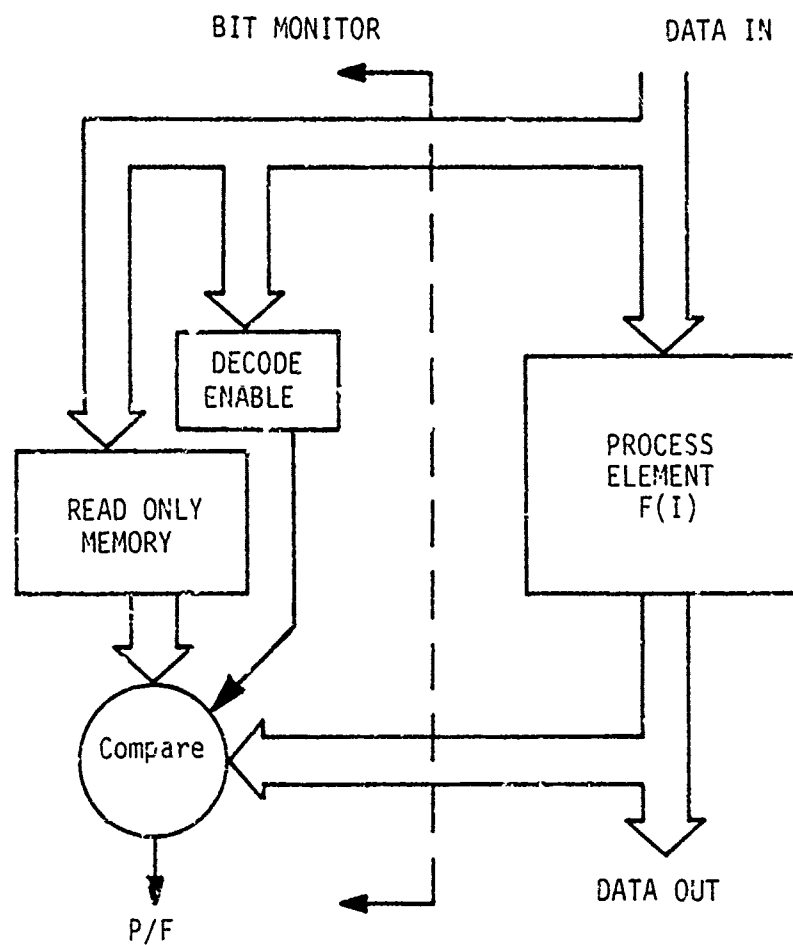 BIT MONITOR
DATA IN
DECODE
ENABLE
PROCESS
ELEMENT
F(I)
READ ONLY
MEMORY
Compare
DATA OUT
P/F